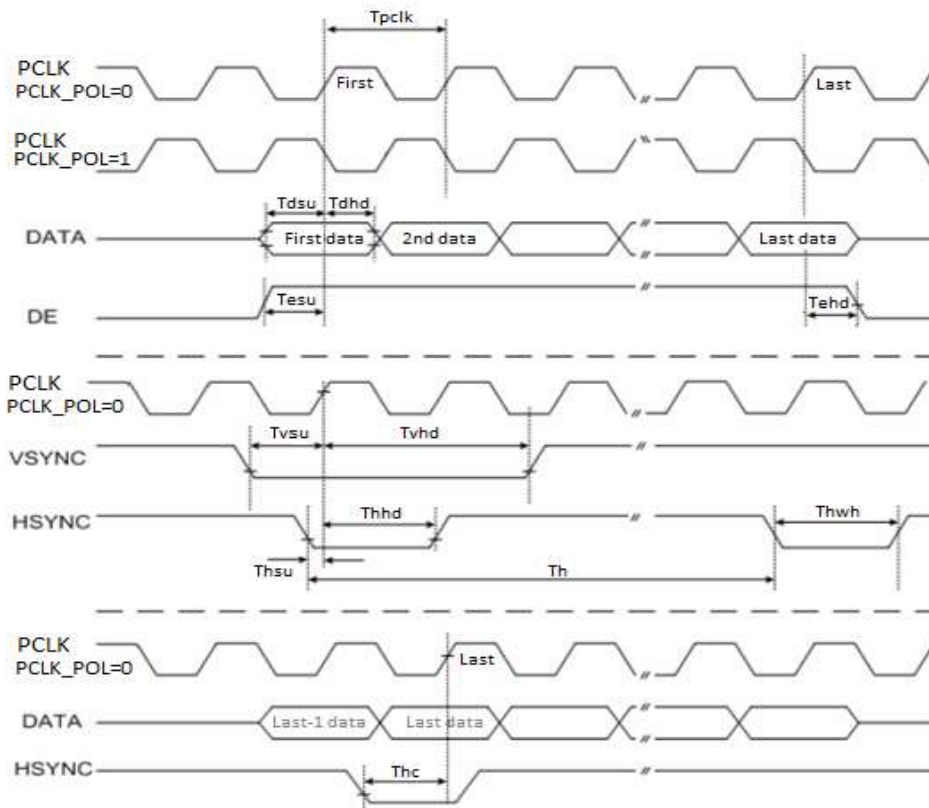 Tpclk
PCLK
PCLK_POL=0
First
Last
PCLK
PCLK_POL=1
Tdsu Tdhd
DATA
First data
2nd data
Last data
Tesu
Tehd
DE
PCLK
PCLK_POL=0
Tvsu
Tvhd
VSYNC
HSYNC
Thhd
Thwh
Thsu
Th
PCLK
PCLK_POL=0
Last
DATA
Last-1 data
Last data
HSYNC
Thc